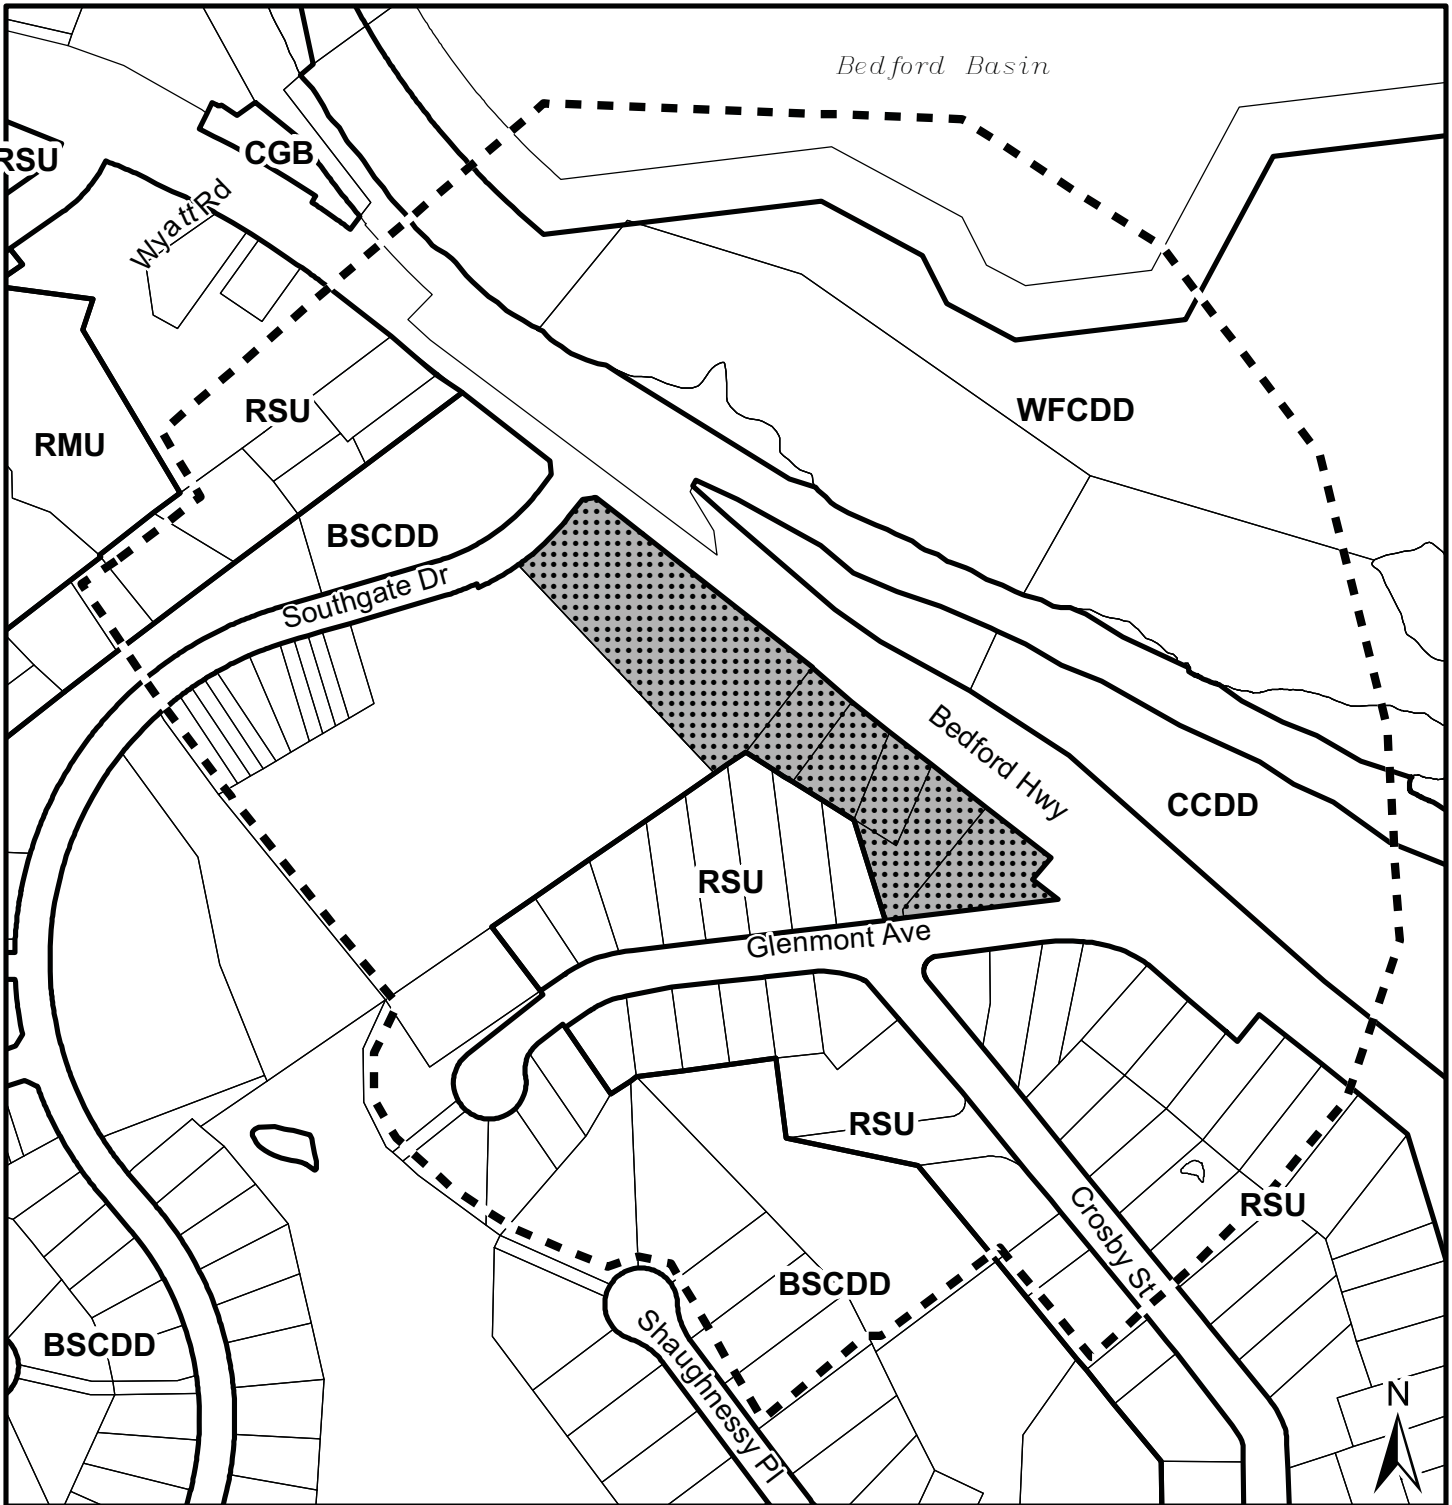 Bedford Basin
RSU
CGB
Wyatt Rd
RSU
WFCDD
RMU
BSCDD
Southgate Dr
Bedford Hwy
CCDD
RSU
Glenmont Ave
RSU
Crosby St
RSU
BSCDD
Shaughnessy Pl
BSCDD
N